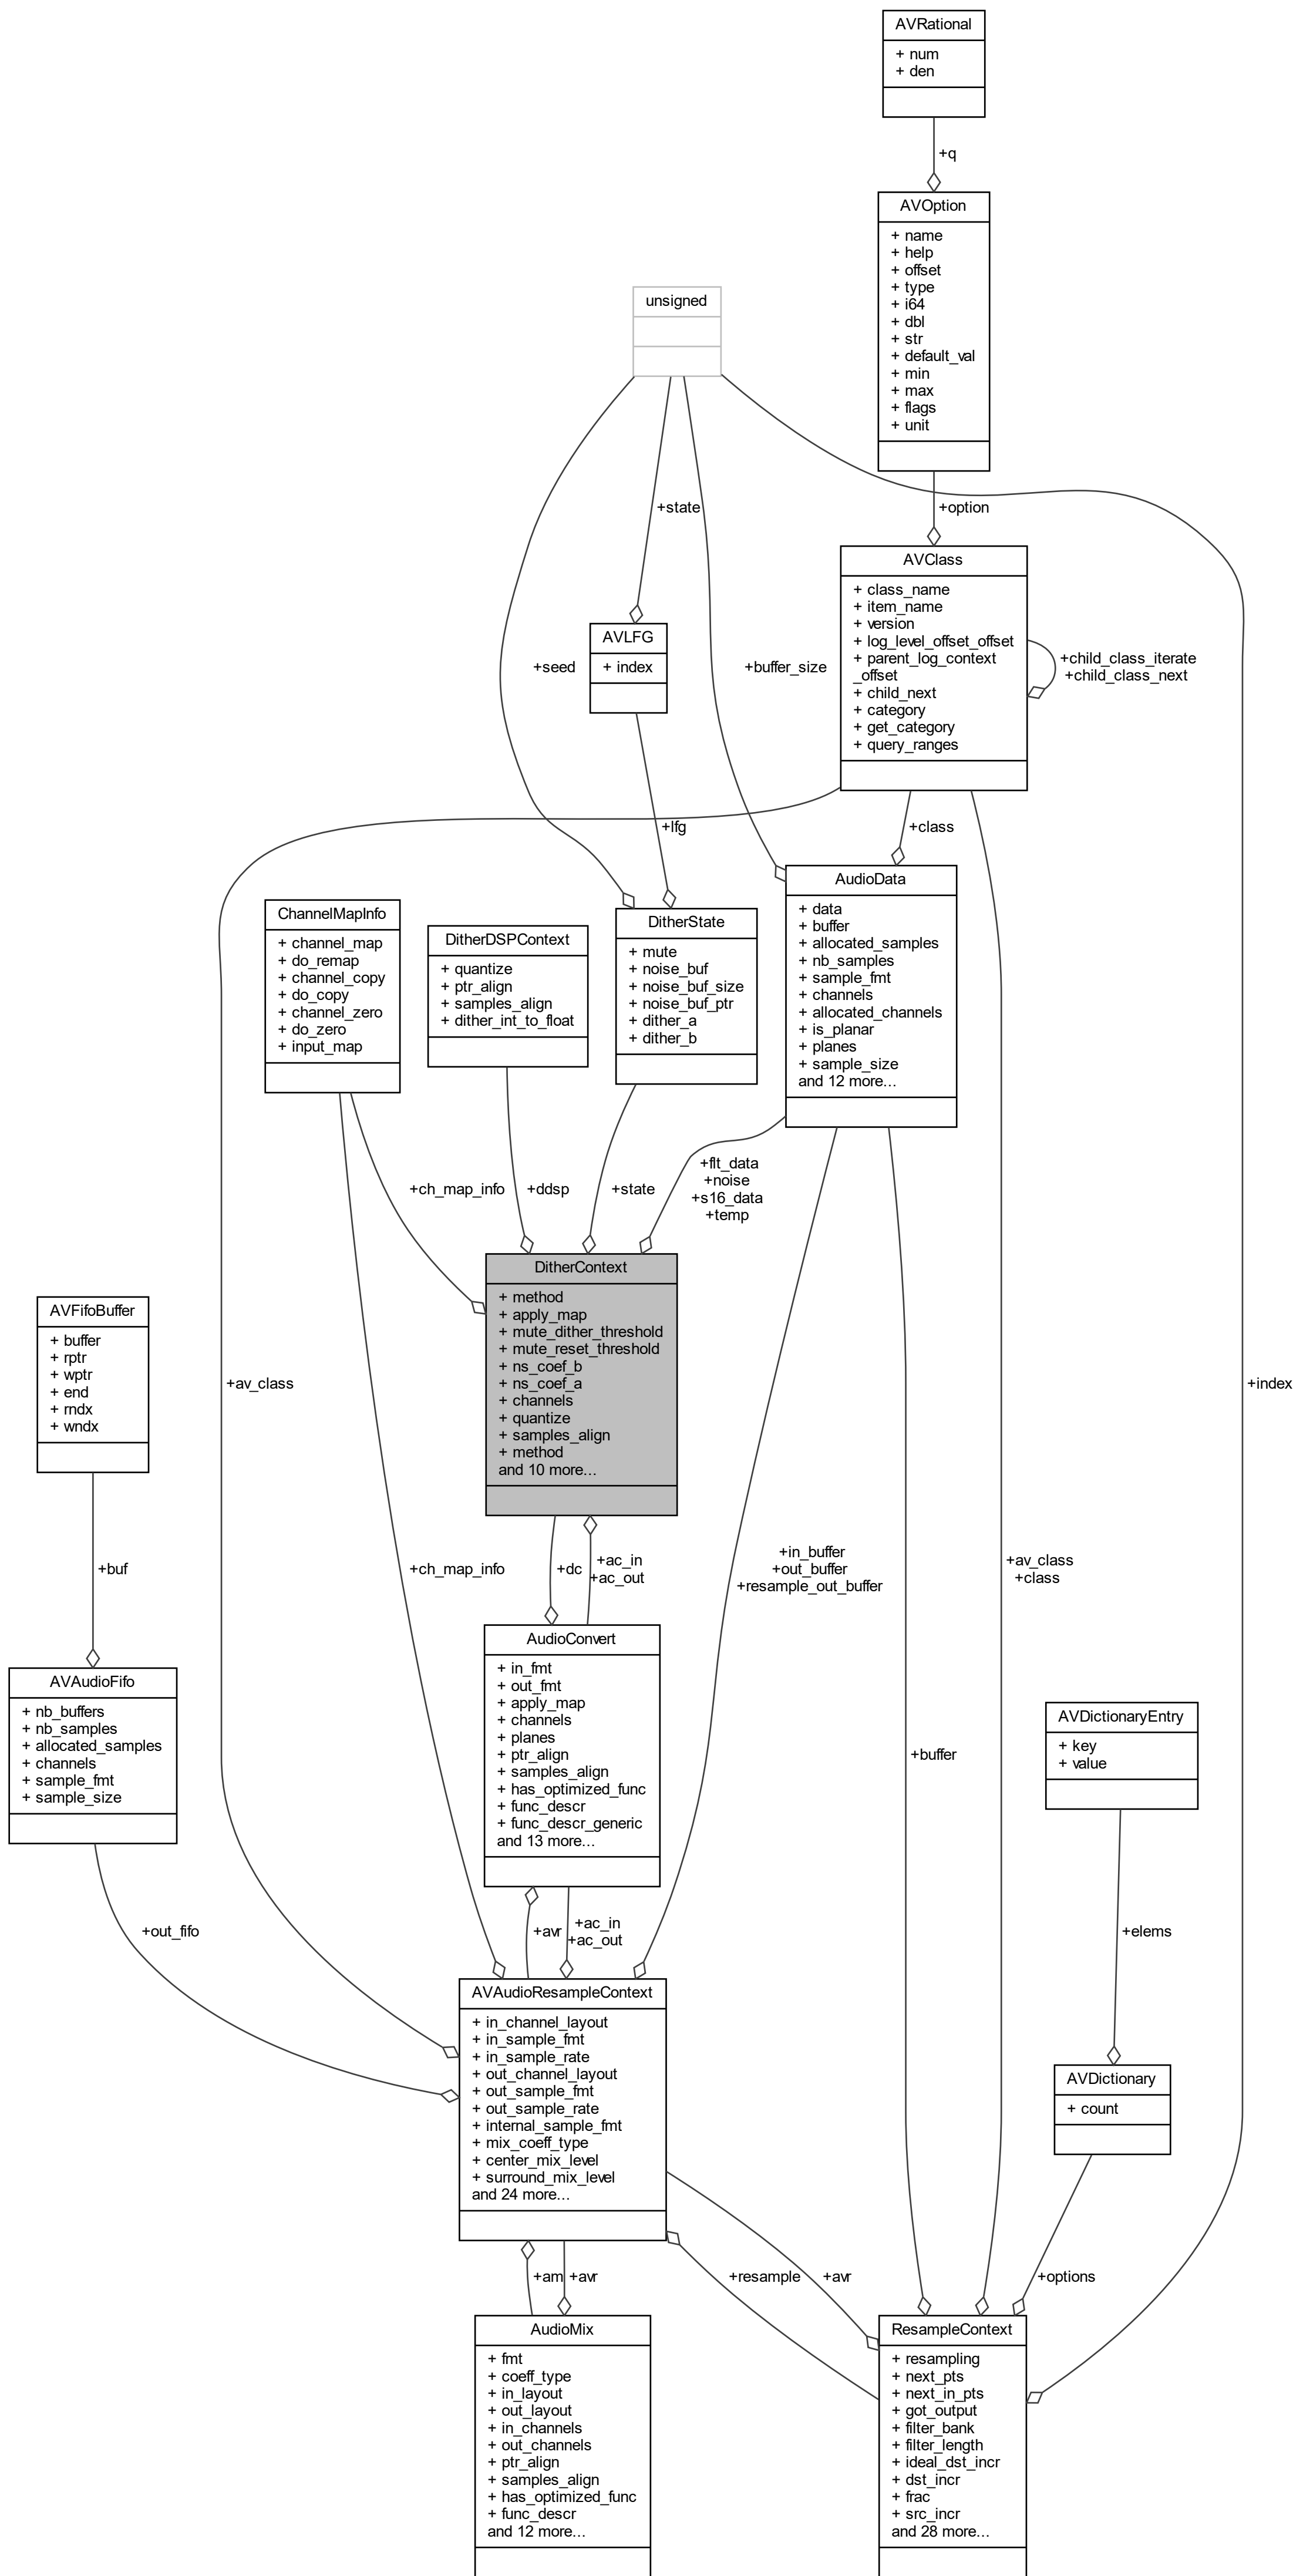 AVRational
+ num
+ den
+q
AVOption
+ name
+ help
+ offset
+ type
+ i64
+ dbl
+ str
+ default_val
+ min
+ max
+ flags
+ unit
unsigned
+state
+option
AVClass
+ class_name
+ item_name
+ version
+ log_level_offset_offset
+ parent_log_context
_offset
+ child_next
+ category
+ get_category
+ query_ranges
+child_class_iterate
+child_class_next
AVLFG
+ index
+seed
+buffer_size
+lfg
+class
AudioData
+ data
+ buffer
+ allocated_samples
+ nb_samples
+ sample_fmt
+ channels
+ allocated_channels
+ is_planar
+ planes
+ sample_size
and 12 more...
ChannelMapInfo
+ channel_map
+ do_remap
+ channel_copy
+ do_copy
+ channel_zero
+ do_zero
+ input_map
DitherDSPContext
+ quantize
+ ptr_align
+ samples_align
+ dither_int_to_float
DitherState
+ mute
+ noise_buf
+ noise_buf_size
+ noise_buf_ptr
+ dither_a
+ dither_b
+ch_map_info
+ddsp
+state
+flt_data
+noise
+s16_data
+temp
DitherContext
+ method
+ apply_map
+ mute_dither_threshold
+ mute_reset_threshold
+ ns_coef_b
+ ns_coef_a
+ channels
+ quantize
+ samples_align
+ method
and 10 more...
AVFifoBuffer
+ buffer
+ rptr
+ wptr
+ end
+ rndx
+ wndx
+av_class
+index
+buf
+ch_map_info
+dc
+ac_in
+ac_out
+in_buffer
+out_buffer
+resample_out_buffer
+av_class
+class
AudioConvert
+ in_fmt
+ out_fmt
+ apply_map
+ channels
+ planes
+ ptr_align
+ samples_align
+ has_optimized_func
+ func_descr
+ func_descr_generic
and 13 more...
AVAudioFifo
+ nb_buffers
+ nb_samples
+ allocated_samples
+ channels
+ sample_fmt
+ sample_size
+buffer
AVDictionaryEntry
+ key
+ value
+out_fifo
+avr
+ac_in
+ac_out
+elems
AVAudioResampleContext
+ in_channel_layout
+ in_sample_fmt
+ in_sample_rate
+ out_channel_layout
+ out_sample_fmt
+ out_sample_rate
+ internal_sample_fmt
+ mix_coeff_type
+ center_mix_level
+ surround_mix_level
and 24 more...
AVDictionary
+ count
+am
+avr
+resample
+avr
+options
AudioMix
+ fmt
+ coeff_type
+ in_layout
+ out_layout
+ in_channels
+ out_channels
+ ptr_align
+ samples_align
+ has_optimized_func
+ func_descr
and 12 more...
ResampleContext
+ resampling
+ next_pts
+ next_in_pts
+ got_output
+ filter_bank
+ filter_length
+ ideal_dst_incr
+ dst_incr
+ frac
+ src_incr
and 28 more...